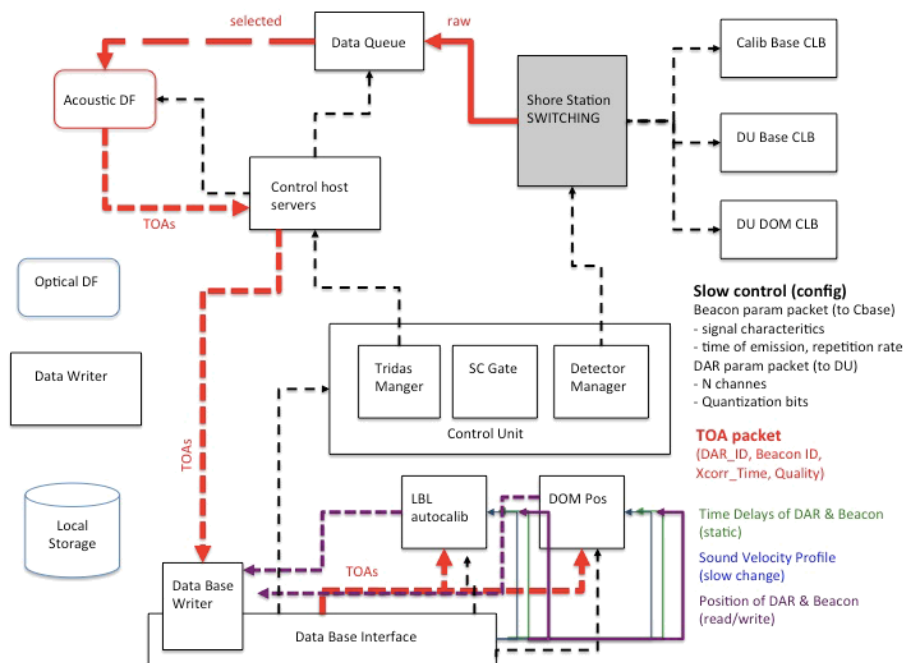 selected
raw
Data Queue
Calib Base CLB
Acoustic DF
Shore Station
SWITCHING
DU Base CLB
Control host
servers
TOAs
DU DOM CLB
Optical DF
Slow control (config)
Beacon param packet (to Cbase)
- signal characteritics
- time of emission, repetition rate
DAR param packet (to DU)
- N channes
- Quantization bits
Tridas
Manger
SC Gate
Detector
Manager
Control Unit
Data Writer
TOAs
TOA packet
(DAR_ID, Beacon ID,
Xcorr_Time, Quality)
LBL
autocalib
DOM Pos
Time Delays of DAR & Beacon
(static)
Local
Storage
Sound Velocity Profile
(slow change)
TOAs
Data Base
Writer
Position of DAR & Beacon
(read/write)
Data Base Interface